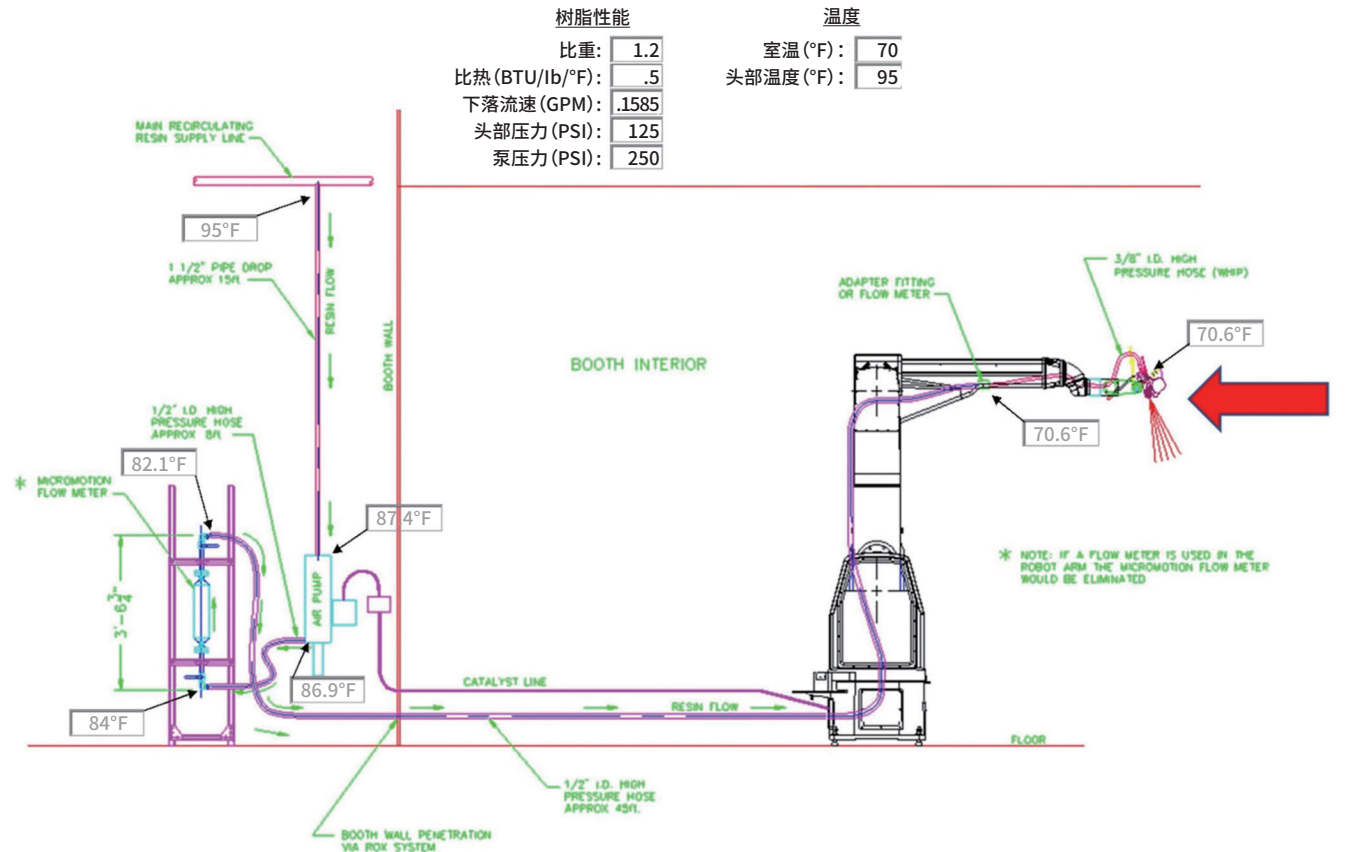 树脂性能
比重: 1.2
比热(BTU/lb/°F): .5
下落流速(GPM): .1585
头部压力(PSI): 125
泵压力(PSI): 250
温度
室温(°F): 70
头部温度(°F): 95
MAIN RECIRCULATING
RESIN SUPPLY LINE
95°F
1 1/2" PIPE DROP
APPROX 15ft
RESIN FLOW
BOOTH WALL
BOOTH INTERIOR
ADAPTER FITTING
OR FLOW METER
3/8" I.D. HIGH
PRESSURE HOSE (WHIP)
70.6°F
70.6°F
1/2" I.D. HIGH
PRESSURE HOSE
APPROX 8ft
82.1°F
* MICROMOTION
FLOW METER
87.4°F
AIR PUMP
3'-6 3/4"
86.9°F
84°F
CATALYST LINE
RESIN FLOW
* NOTE: IF A FLOW METER IS USED IN THE
ROBOT ARM THE MICROMOTION FLOW METER
WOULD BE ELIMINATED
FLOOR
1/2" I.D. HIGH
PRESSURE HOSE
APPROX 45ft.
BOOTH WALL PENETRATION
VIA ROX SYSTEM